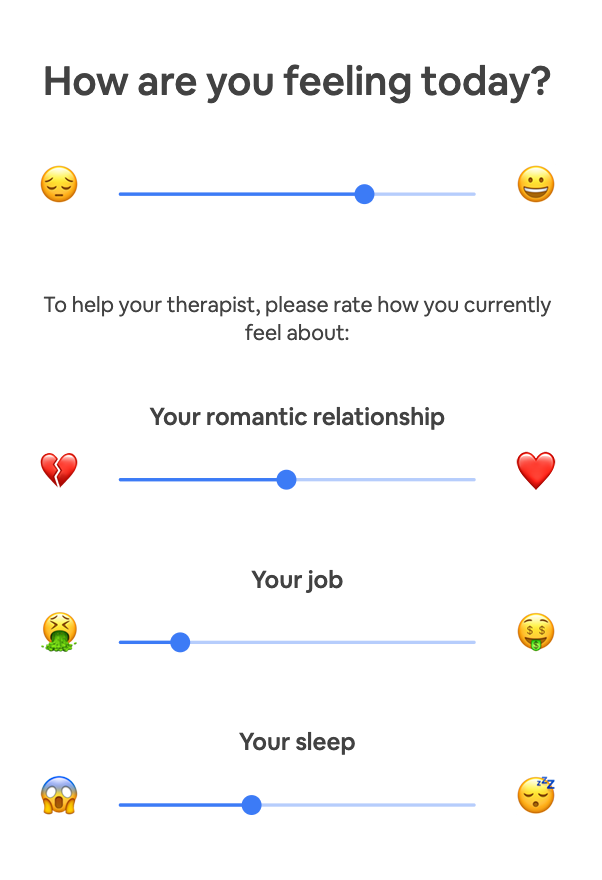 How are you feeling today?
To help your therapist, please rate how you currently
feel about:
Your romantic relationship
Your job
Your sleep